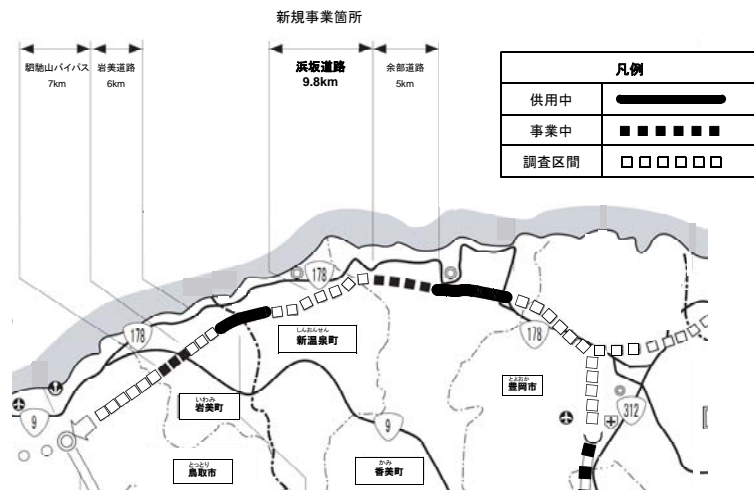 新規事業箇所
駟馳山バイパス
7km
岩美道路
6km
浜坂道路
9.8km
余部道路
5km
凡例
供用中
事業中
調査区間
178
しんおんせん
新温泉町
178
178
とよおか
豊岡市
いわみ
岩美町
312
9
9
とっとり
鳥取市
かみ
香美町